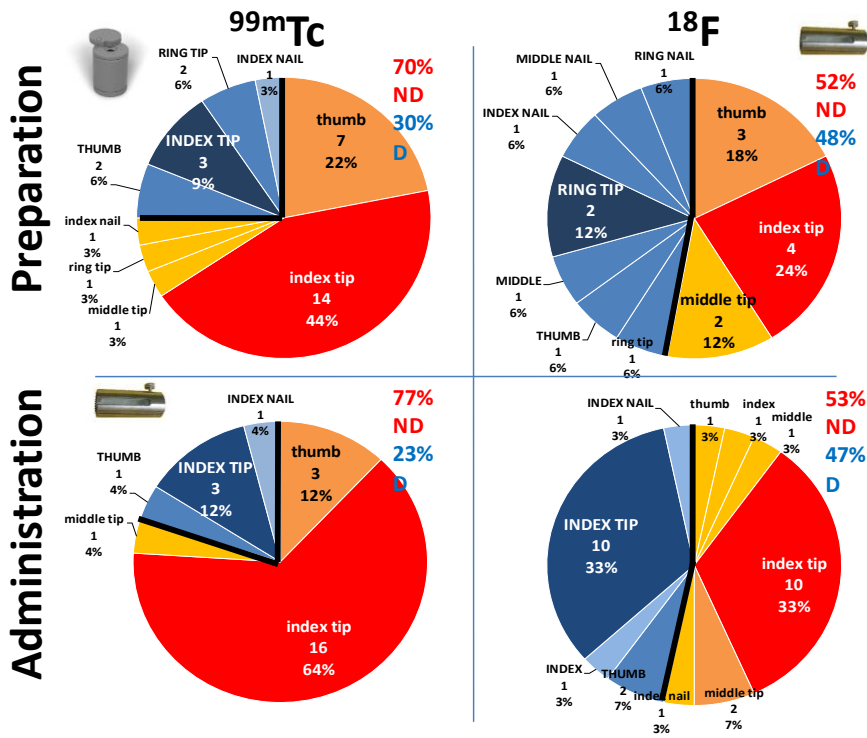 99mTc
18F
Preparation
RING TIP
2
6%
INDEX NAIL
1
3%
70%
ND
30%
D
thumb
7
22%
INDEX TIP
3
9%
THUMB
2
6%
index nail
1
3%
ring tip
1
3%
middle tip
1
3%
index tip
14
44%
MIDDLE NAIL
1
6%
RING NAIL
1
6%
52%
ND
48%
D
INDEX NAIL
1
6%
thumb
3
18%
RING TIP
2
12%
index tip
4
24%
MIDDLE
1
6%
middle tip
2
12%
THUMB
1
6%
ring tip
1
6%
Administration
INDEX NAIL
1
4%
77%
ND
23%
D
THUMB
1
4%
INDEX TIP
3
12%
thumb
3
12%
middle tip
1
4%
index tip
16
64%
INDEX NAIL
1
3%
thumb
1
3%
index
1
3%
middle
1
3%
53%
ND
47%
D
INDEX TIP
10
33%
index tip
10
33%
INDEX
1
3%
THUMB
2
7%
index nail
1
3%
middle tip
2
7%